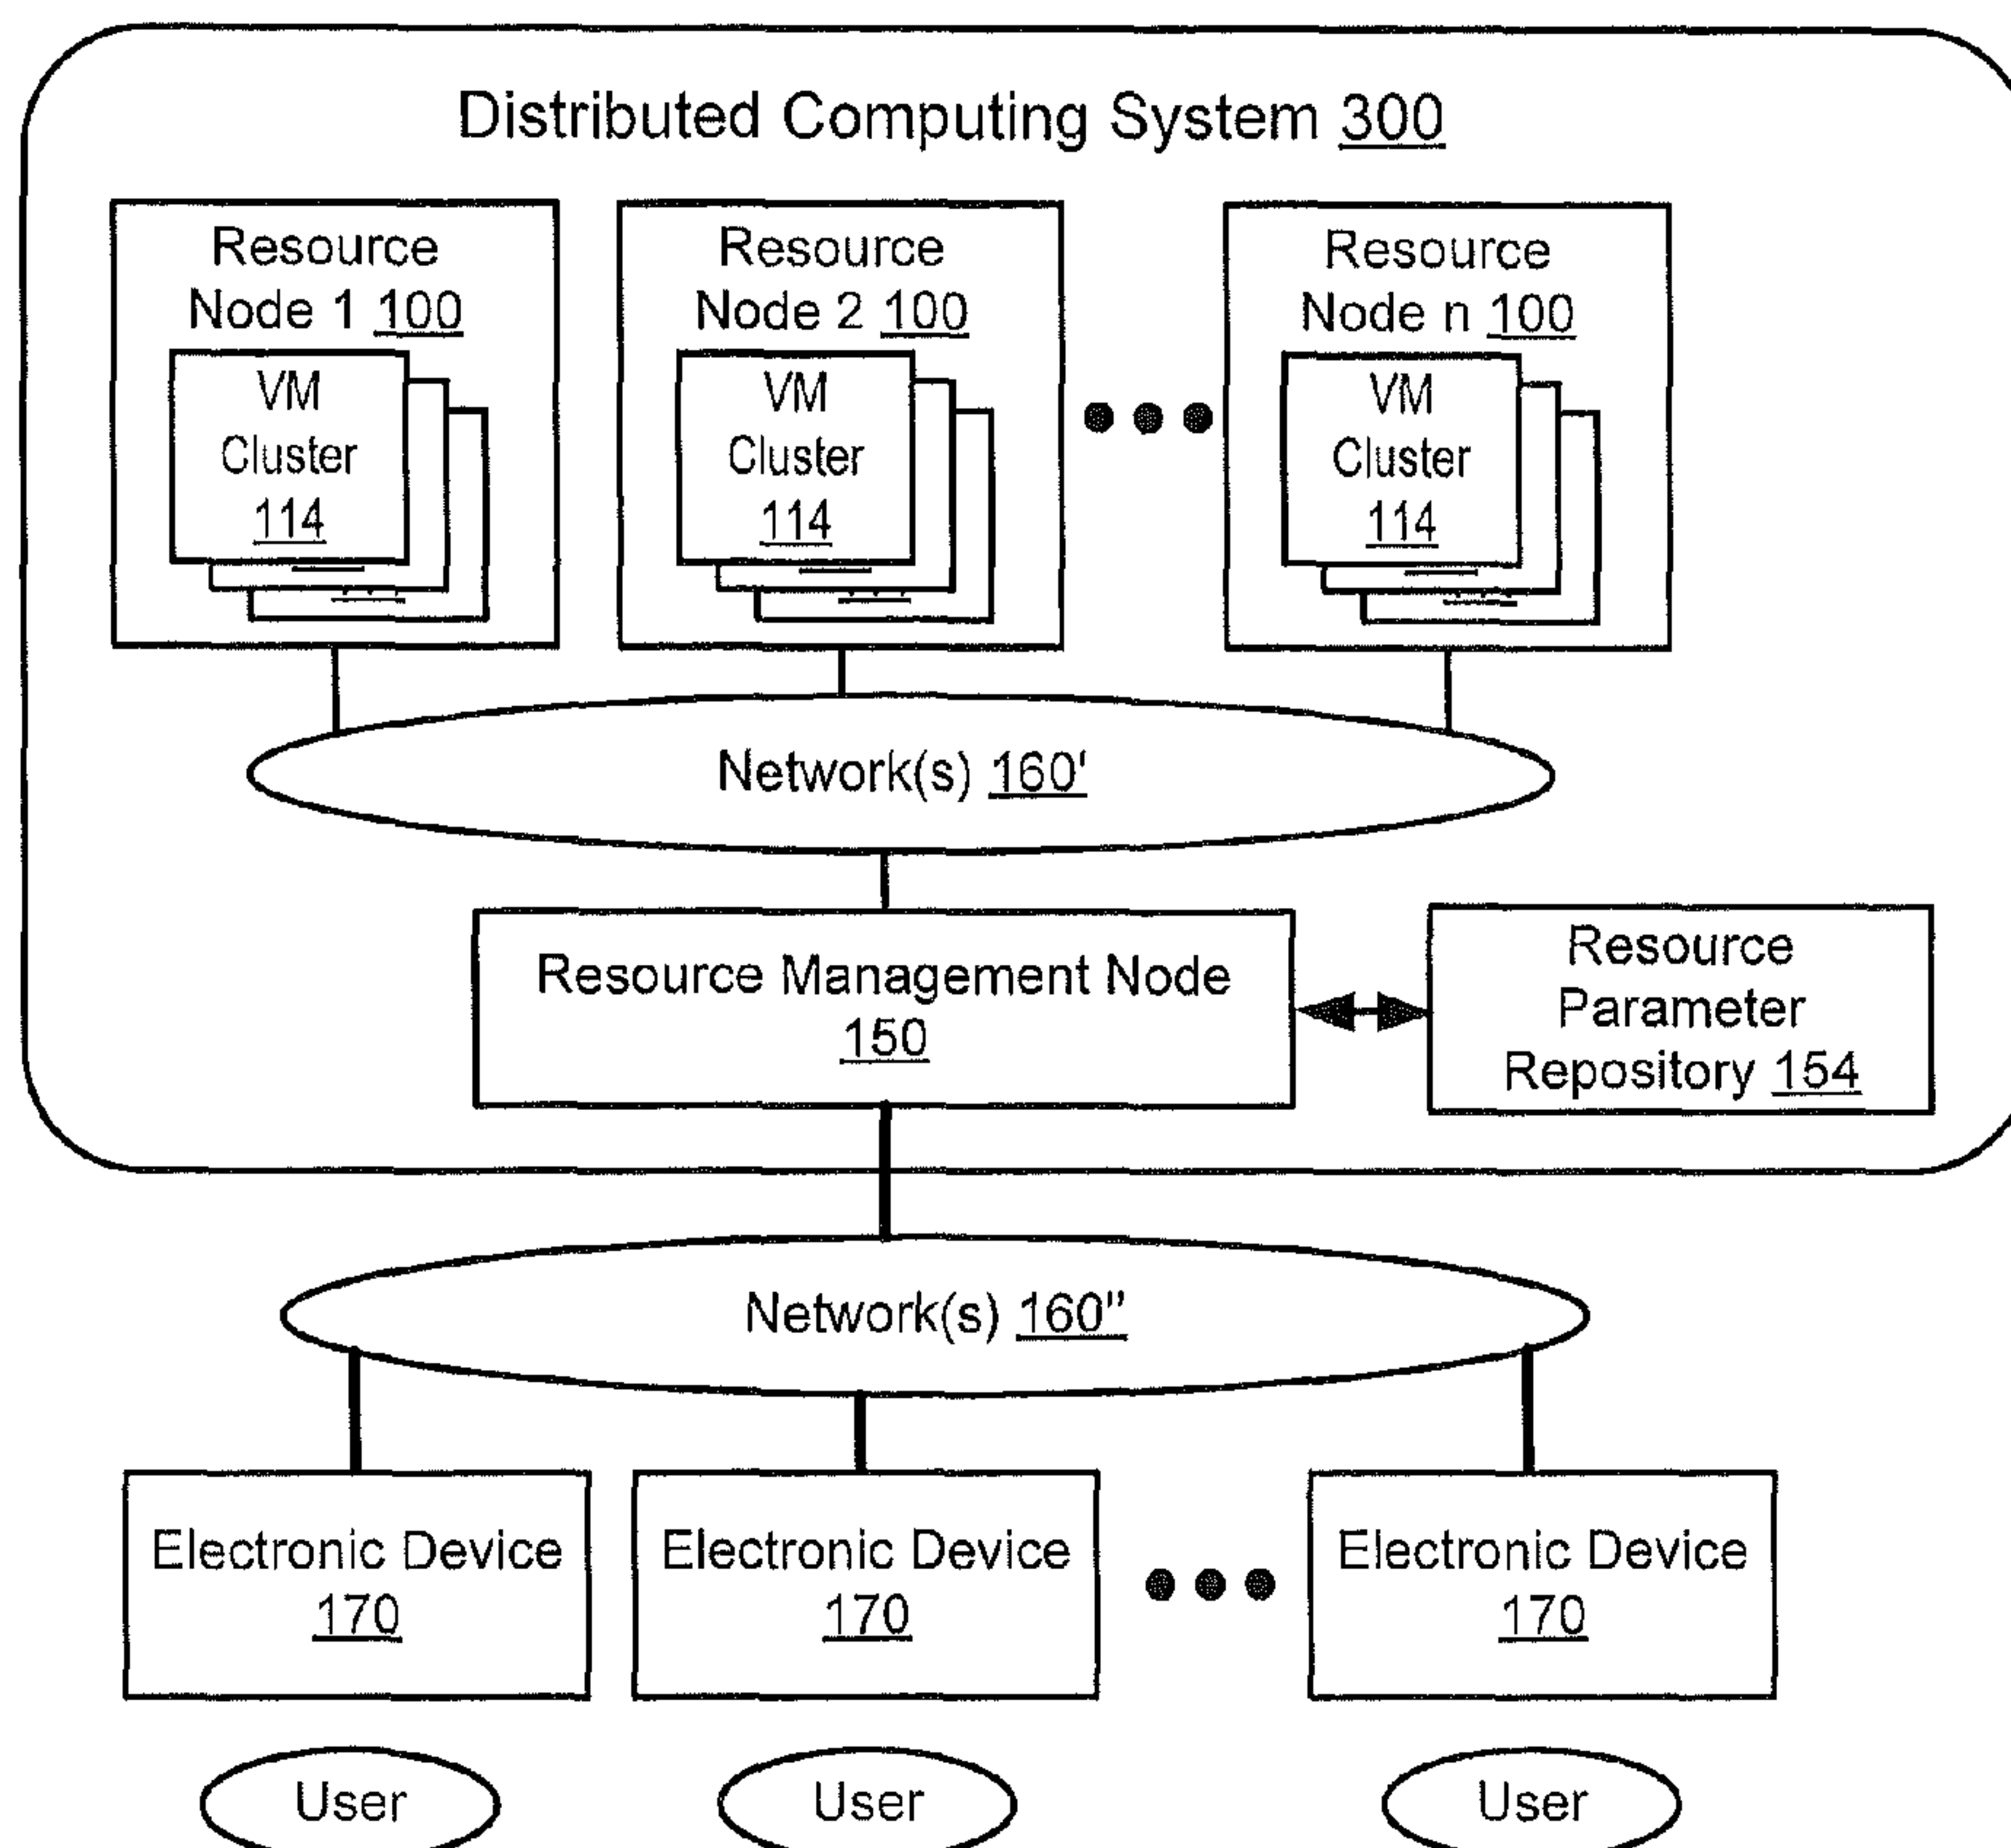 Distributed Computing System 300
Resource
Node 1 100
VM
Cluster
114
Resource
Node 2 100
VM
Cluster
114
Resource
Node n 100
VM
Cluster
114
Network(s) 160'
Resource Management Node
150
Resource
Parameter
Repository 154
Network(s) 160"
Electronic Device
170
Electronic Device
170
Electronic Device
170
User
User
User